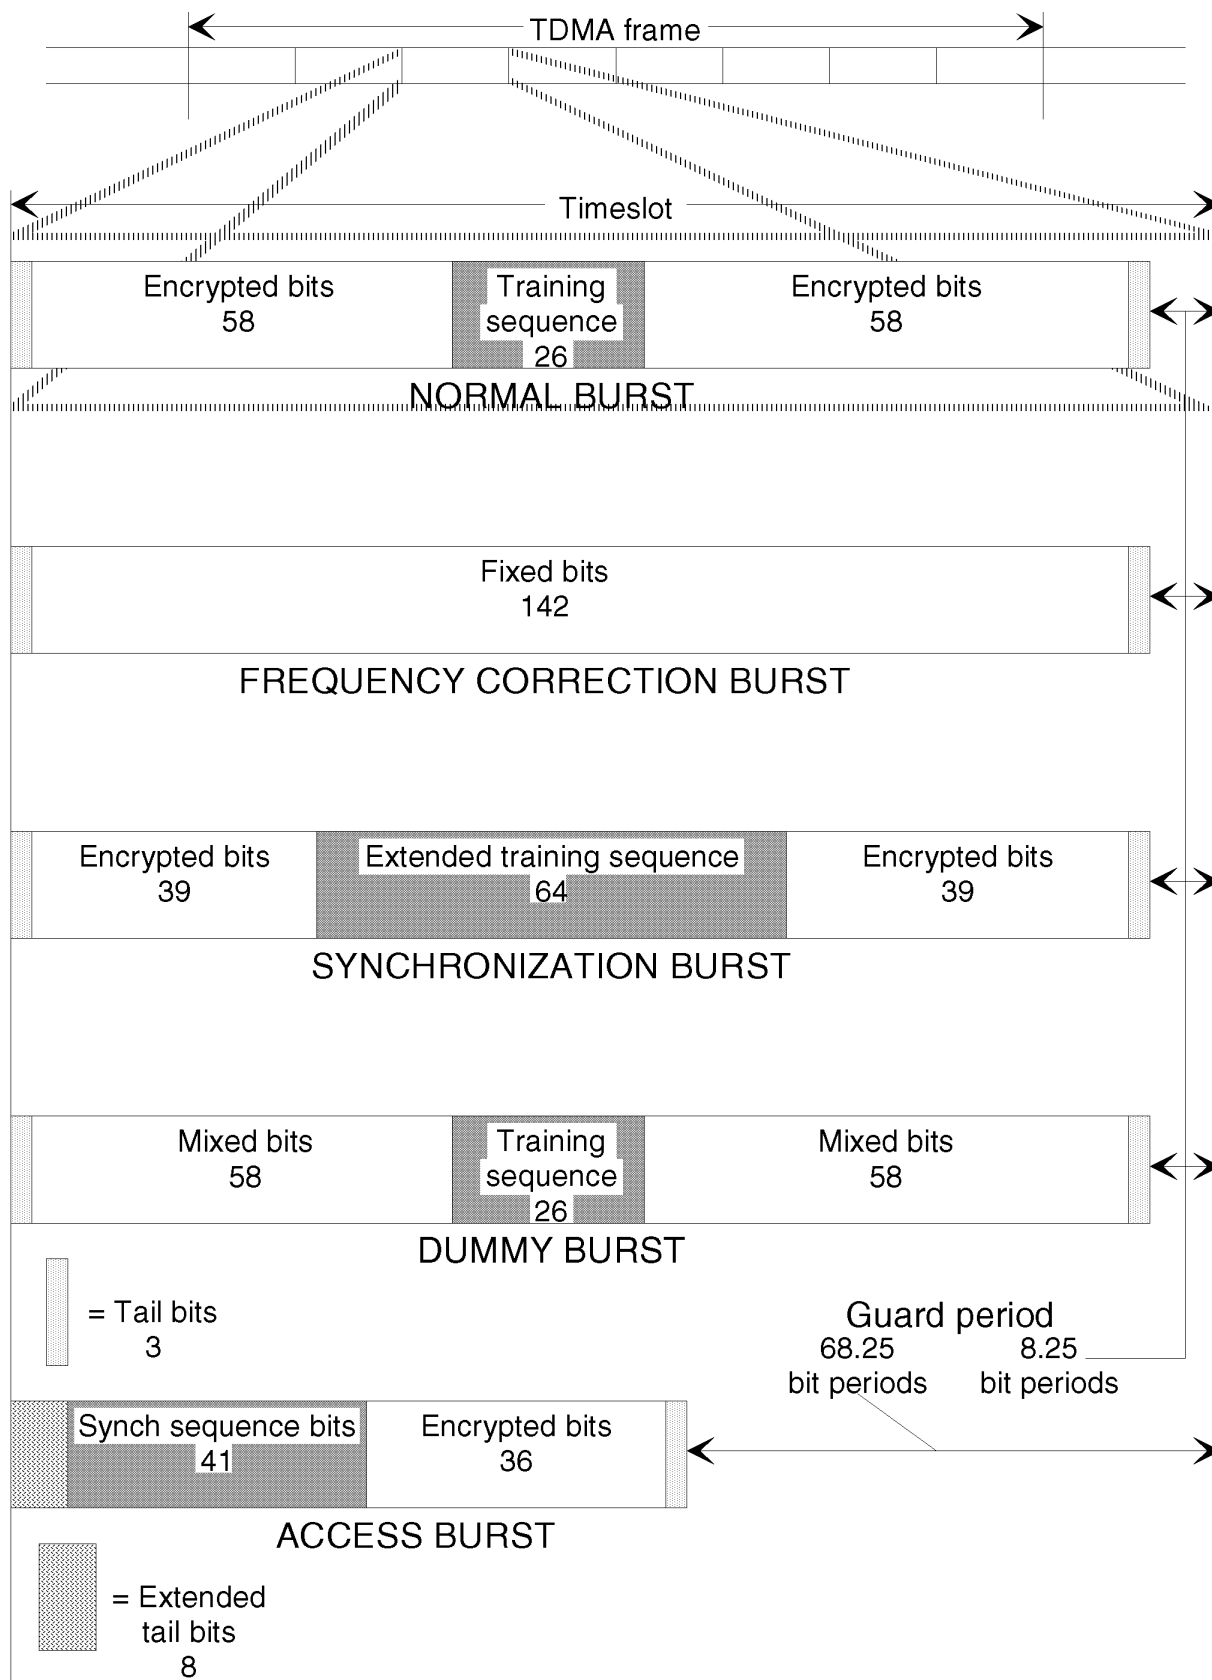 TDMA frame
Timeslot
Encrypted bits
58
Training
sequence
26
Encrypted bits
58
NORMAL BURST
Fixed bits
142
FREQUENCY CORRECTION BURST
Encrypted bits
39
Extended training sequence
64
Encrypted bits
39
SYNCHRONIZATION BURST
Mixed bits
58
Training
sequence
26
Mixed bits
58
DUMMY BURST
= Tail bits
3
Guard period
68.25
bit periods
8.25
bit periods
Synch sequence bits
41
Encrypted bits
36
ACCESS BURST
= Extended
tail bits
8